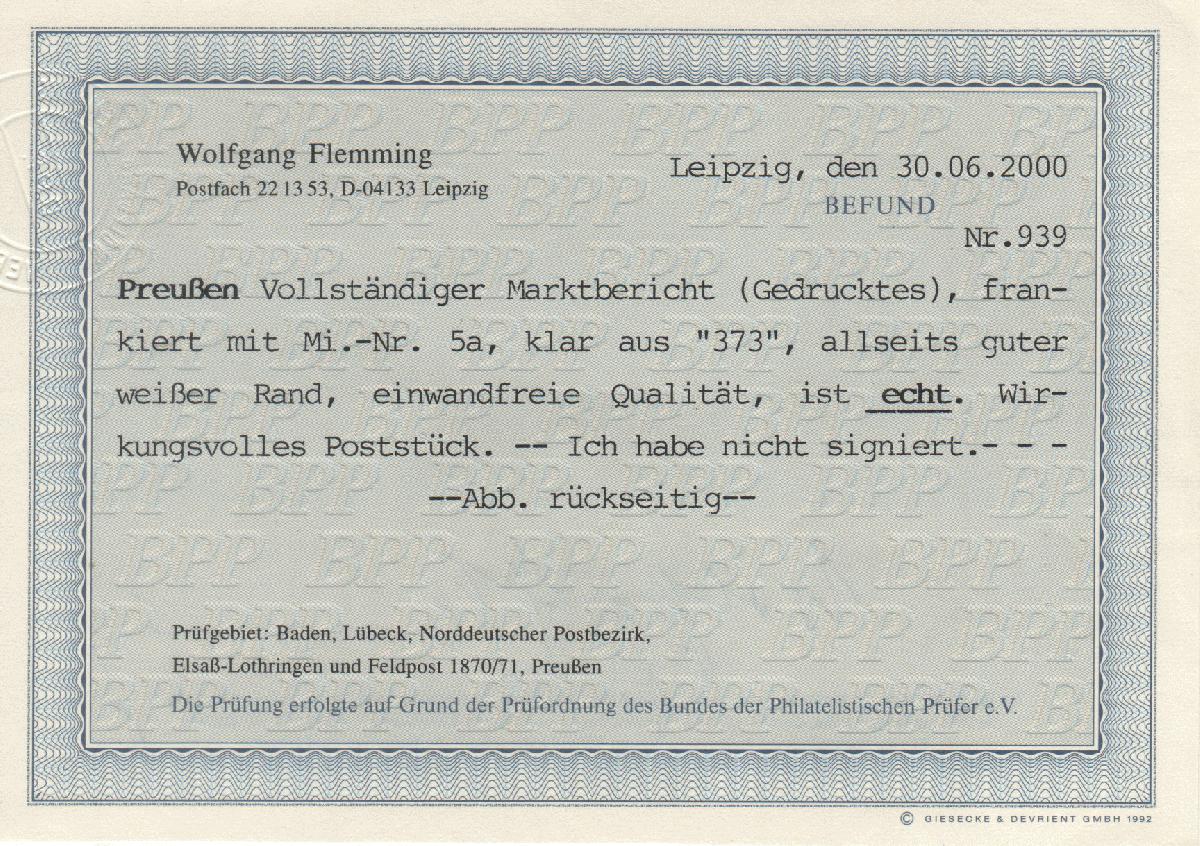 Wolfgang Flemming
Postfach 22 13 53, D-04133 Leipzig
Leipzig, den 30.06.2000
BEFUND
Nr.939
Preußen Vollständiger Marktbericht (Gedrucktes), fran-
kiert mit Mi.-Nr. 5a, klar aus "373", allseits guter
weißer Rand, einwandfreie Qualität, ist echt. Wir-
kungsvolles Poststück. -- Ich habe nicht signiert.- - -
--Abb. rückseitig--
Prüfgebiet: Baden, Lübeck, Norddeutscher Postbezirk,
Elsaß-Lothringen und Feldpost 1870/71, Preußen
Die Prüfung erfolgte auf Grund der Prüfordnung des Bundes der Philatelistischen Prüfer e.V.
© GIESECKE & DEVRIENT GMBH 1992